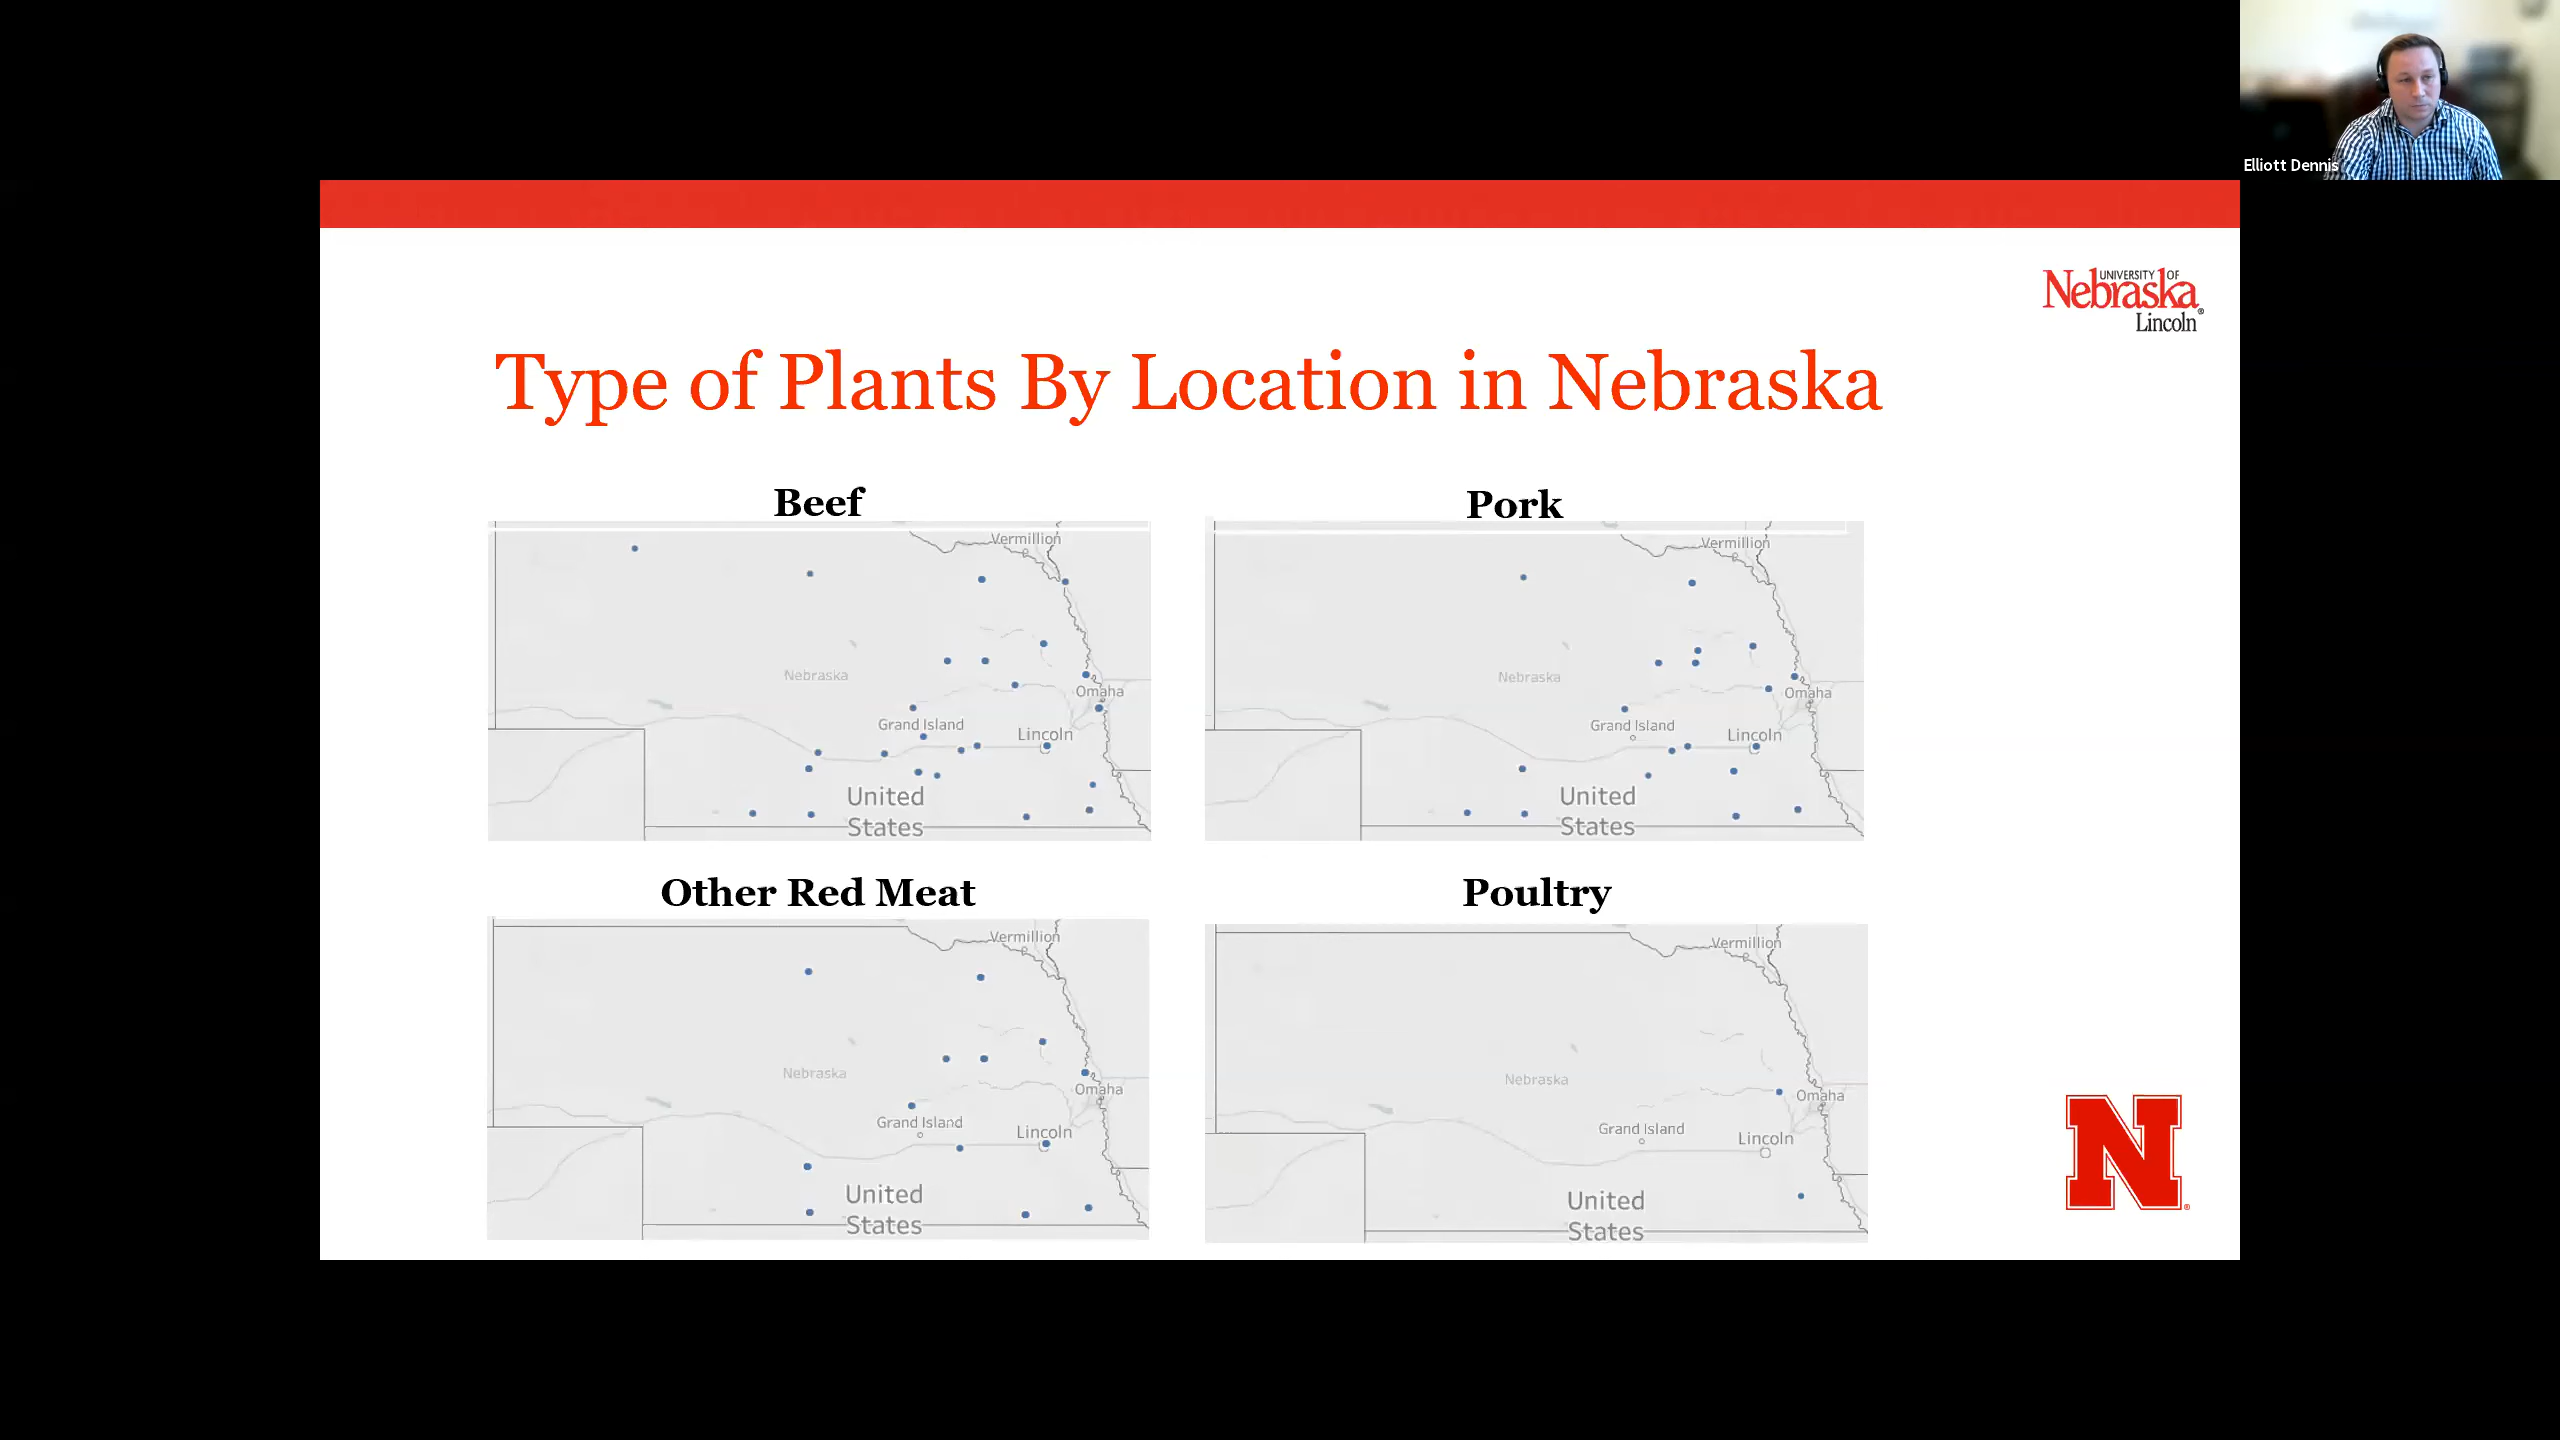 Elliott Dennis
UNIVERSITY OF
Nebraska
Lincoln®
Type of Plants By Location in Nebraska
Beef
Vermillion
Nebraska
Omaha
Grand Island
Lincoln
United
States
Pork
Vermillion
Nebraska
Omaha
Grand Island
Lincoln
United
States
Other Red Meat
Vermillion
Nebraska
Omaha
Grand Island
Lincoln
United
States
Poultry
Vermillion
Nebraska
Omaha
Grand Island
Lincoln
United
States
N®